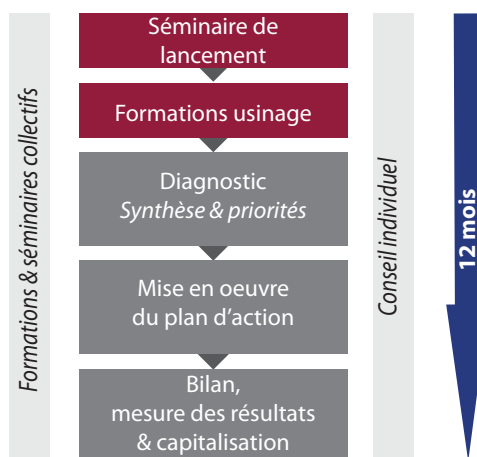 Formations & séminaires collectifs
Séminaire de
lancement
Formations usinage
Diagnostic
Synthèse & priorités
Mise en oeuvre
du plan d'action
Bilan,
mesure des résultats
& capitalisation
Conseil individuel
12 mois